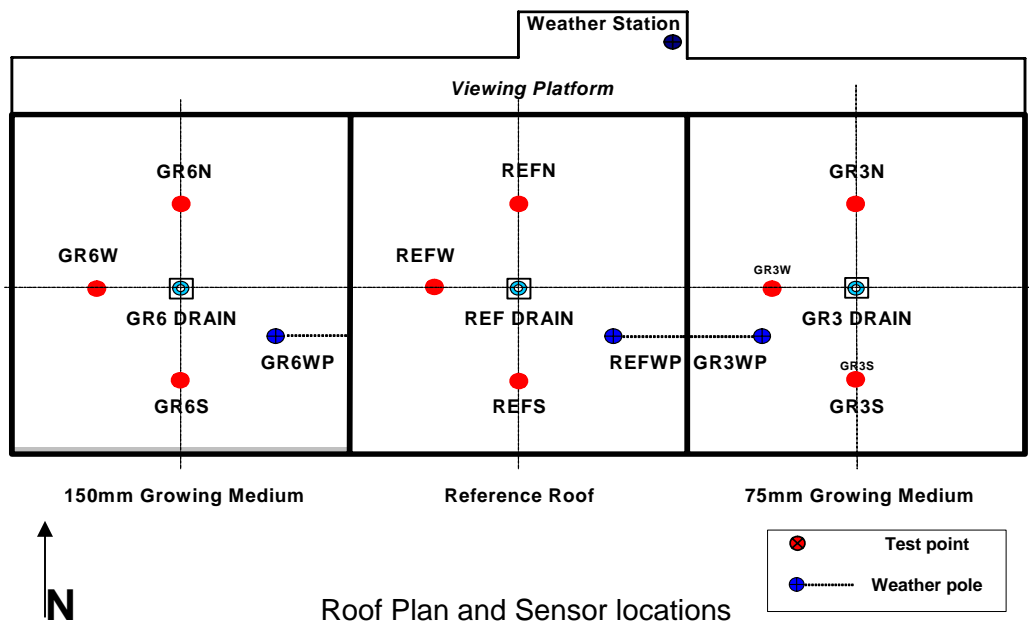 Weather Station
Viewing Platform
GR6N REFN GR3N
GR6W REFW GR3W
GR6 DRAIN REF DRAIN GR3 DRAIN
GR6WP REFWP GR3WP
GR3S
GR6S REFS GR3S
150mm Growing Medium Reference Roof 75mm Growing Medium
Test point
Weather pole
N
Roof Plan and Sensor locations